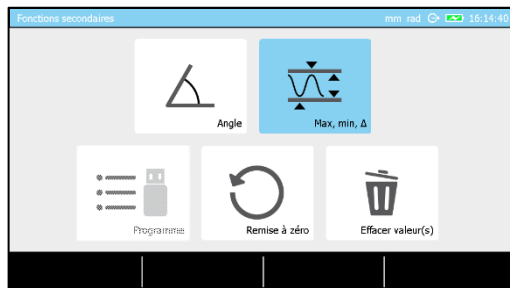 Fonctions secondaires mm rad 16:14:40
Angle
Max, min, Δ
Programme
Remise à zéro
Effacer valeur(s)